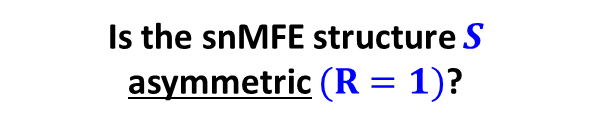 Is the snMFE structure S
asymmetric (R = 1)?